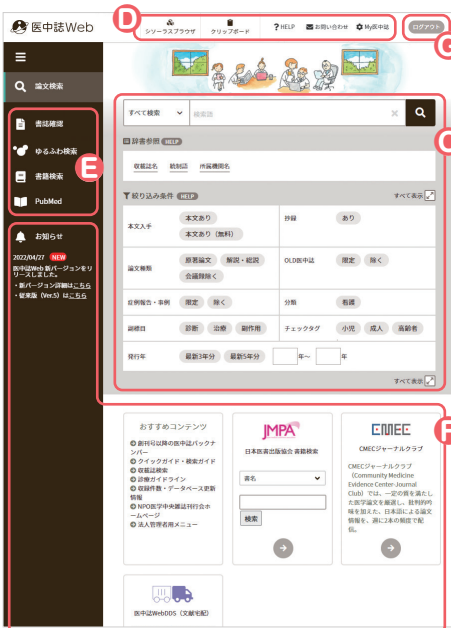 医中誌Web
D
シソーラス
ブラウザ
クリップボード
? HELP
お問い合わせ
My医中誌
ログアウト
G
論文検索
書誌確認
ゆるふわ検索
書籍検索
PubMed
E
お知らせ
2022/04/27 NEW
医中誌Web 新バージョンをリ
リースしました。
・新バージョン詳細はこちら
・従来版（Ver.5）はこちら
すべて検索
検索語
C
辞書参照 HELP
収載誌名 統制語 所属機関名
絞り込み条件 HELP
すべて表示
本文入手
本文あり
本文あり（無料）
抄録
あり
論文種類
原著論文 解説・総説
会議録除く
OLD医中誌
限定 除く
症例報告・事例
限定 除く
分類
看護
副標目
診断 治療 副作用
チェックタグ
小児 成人 高齢者
発行年
最新3年分 最新5年分
年～ 年
すべて表示
F
おすすめコンテンツ
創刊号以降の医中誌バックナ
ンバー
クイックガイド・検索ガイド
収載誌検索
診療ガイドライン
収録件数・データベース更新
情報
NPO医学中央雑誌刊行会ホ
ームページ
法人管理者用メニュー
JMPA
日本医書出版協会 書籍検索
書名
検索
EMEC
CMECジャーナルクラブ
CMECジャーナルクラブ
（Community Medicine
Evidence Center-Journal
Club）では、一定の質を満たし
た医学論文を厳選し、批判的吟
味を加えた、日本語による論文
情報を、週に2本の頻度で配
信。
医中誌WebDDS（文献宅配）